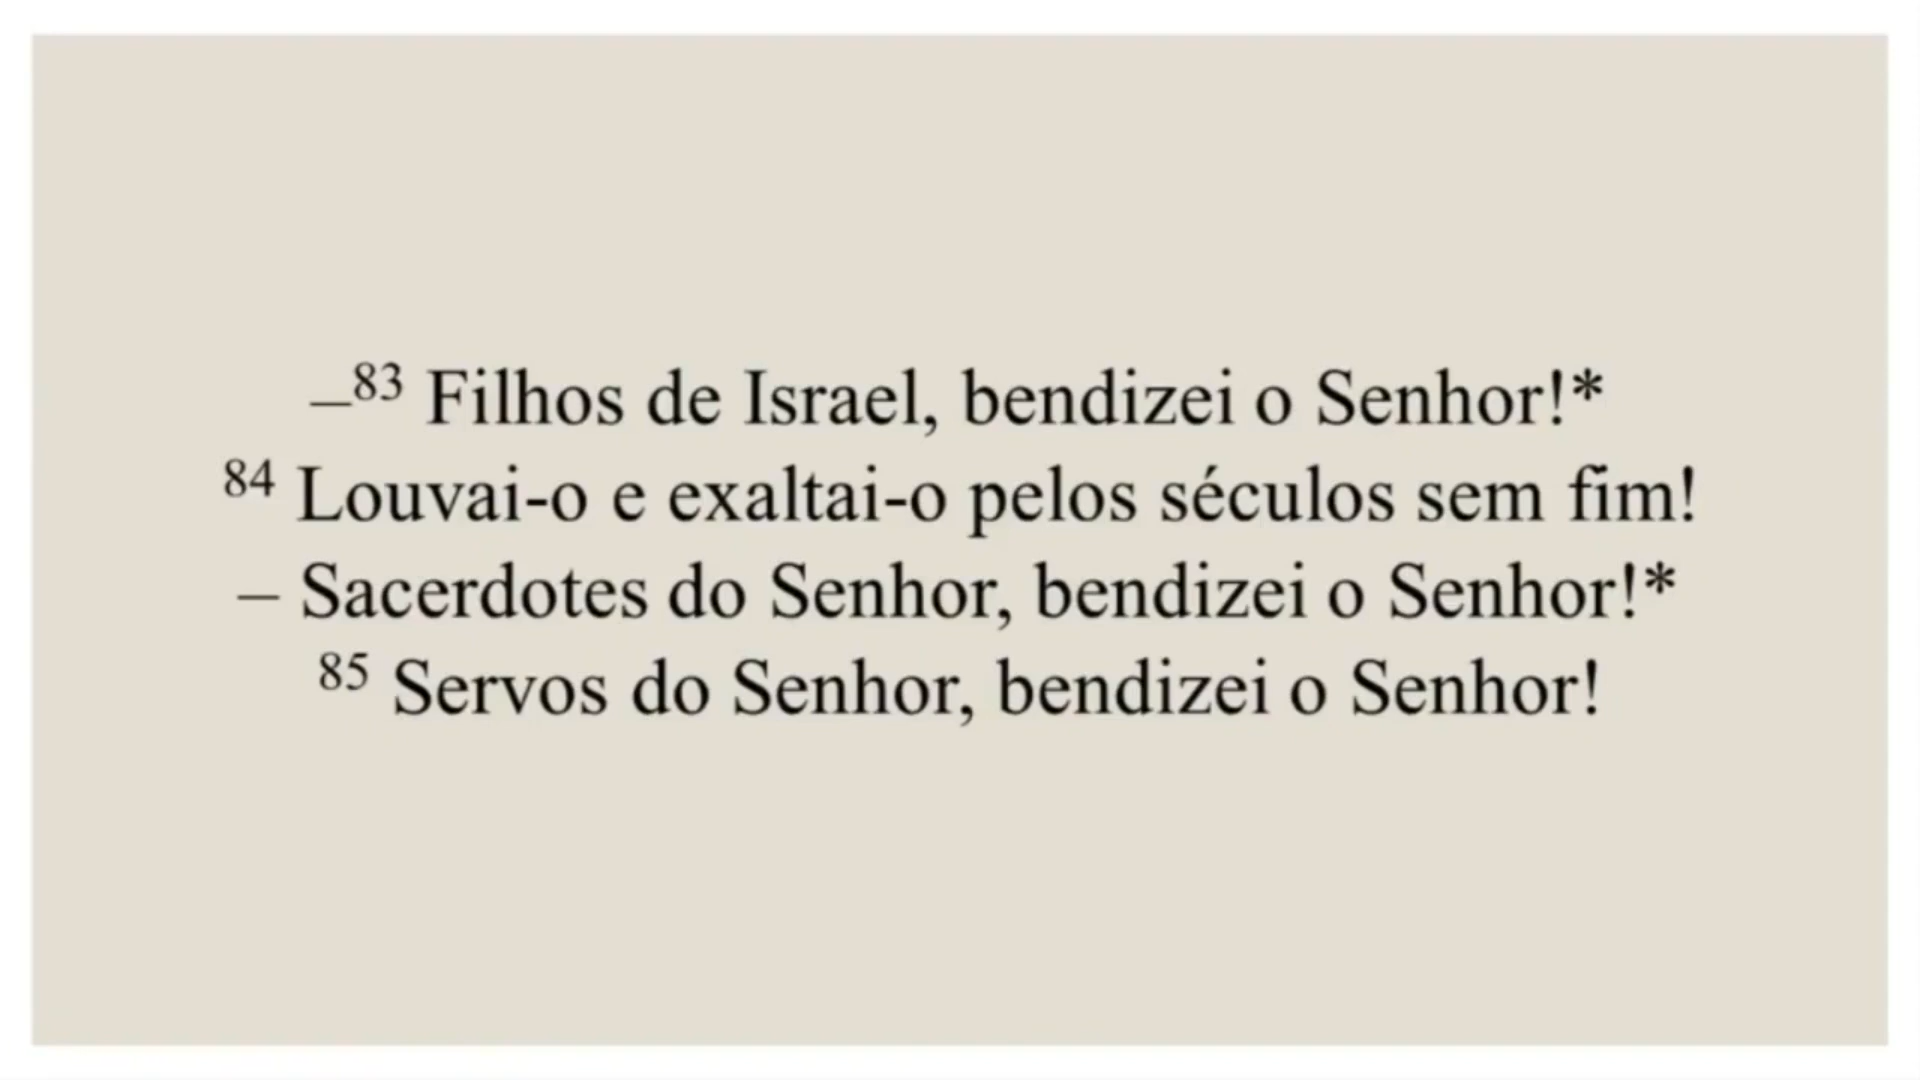 –⁸³ Filhos de Israel, bendizei o Senhor!*
⁸⁴ Louvai-o e exaltai-o pelos séculos sem fim!
– Sacerdotes do Senhor, bendizei o Senhor!*
⁸⁵ Servos do Senhor, bendizei o Senhor!